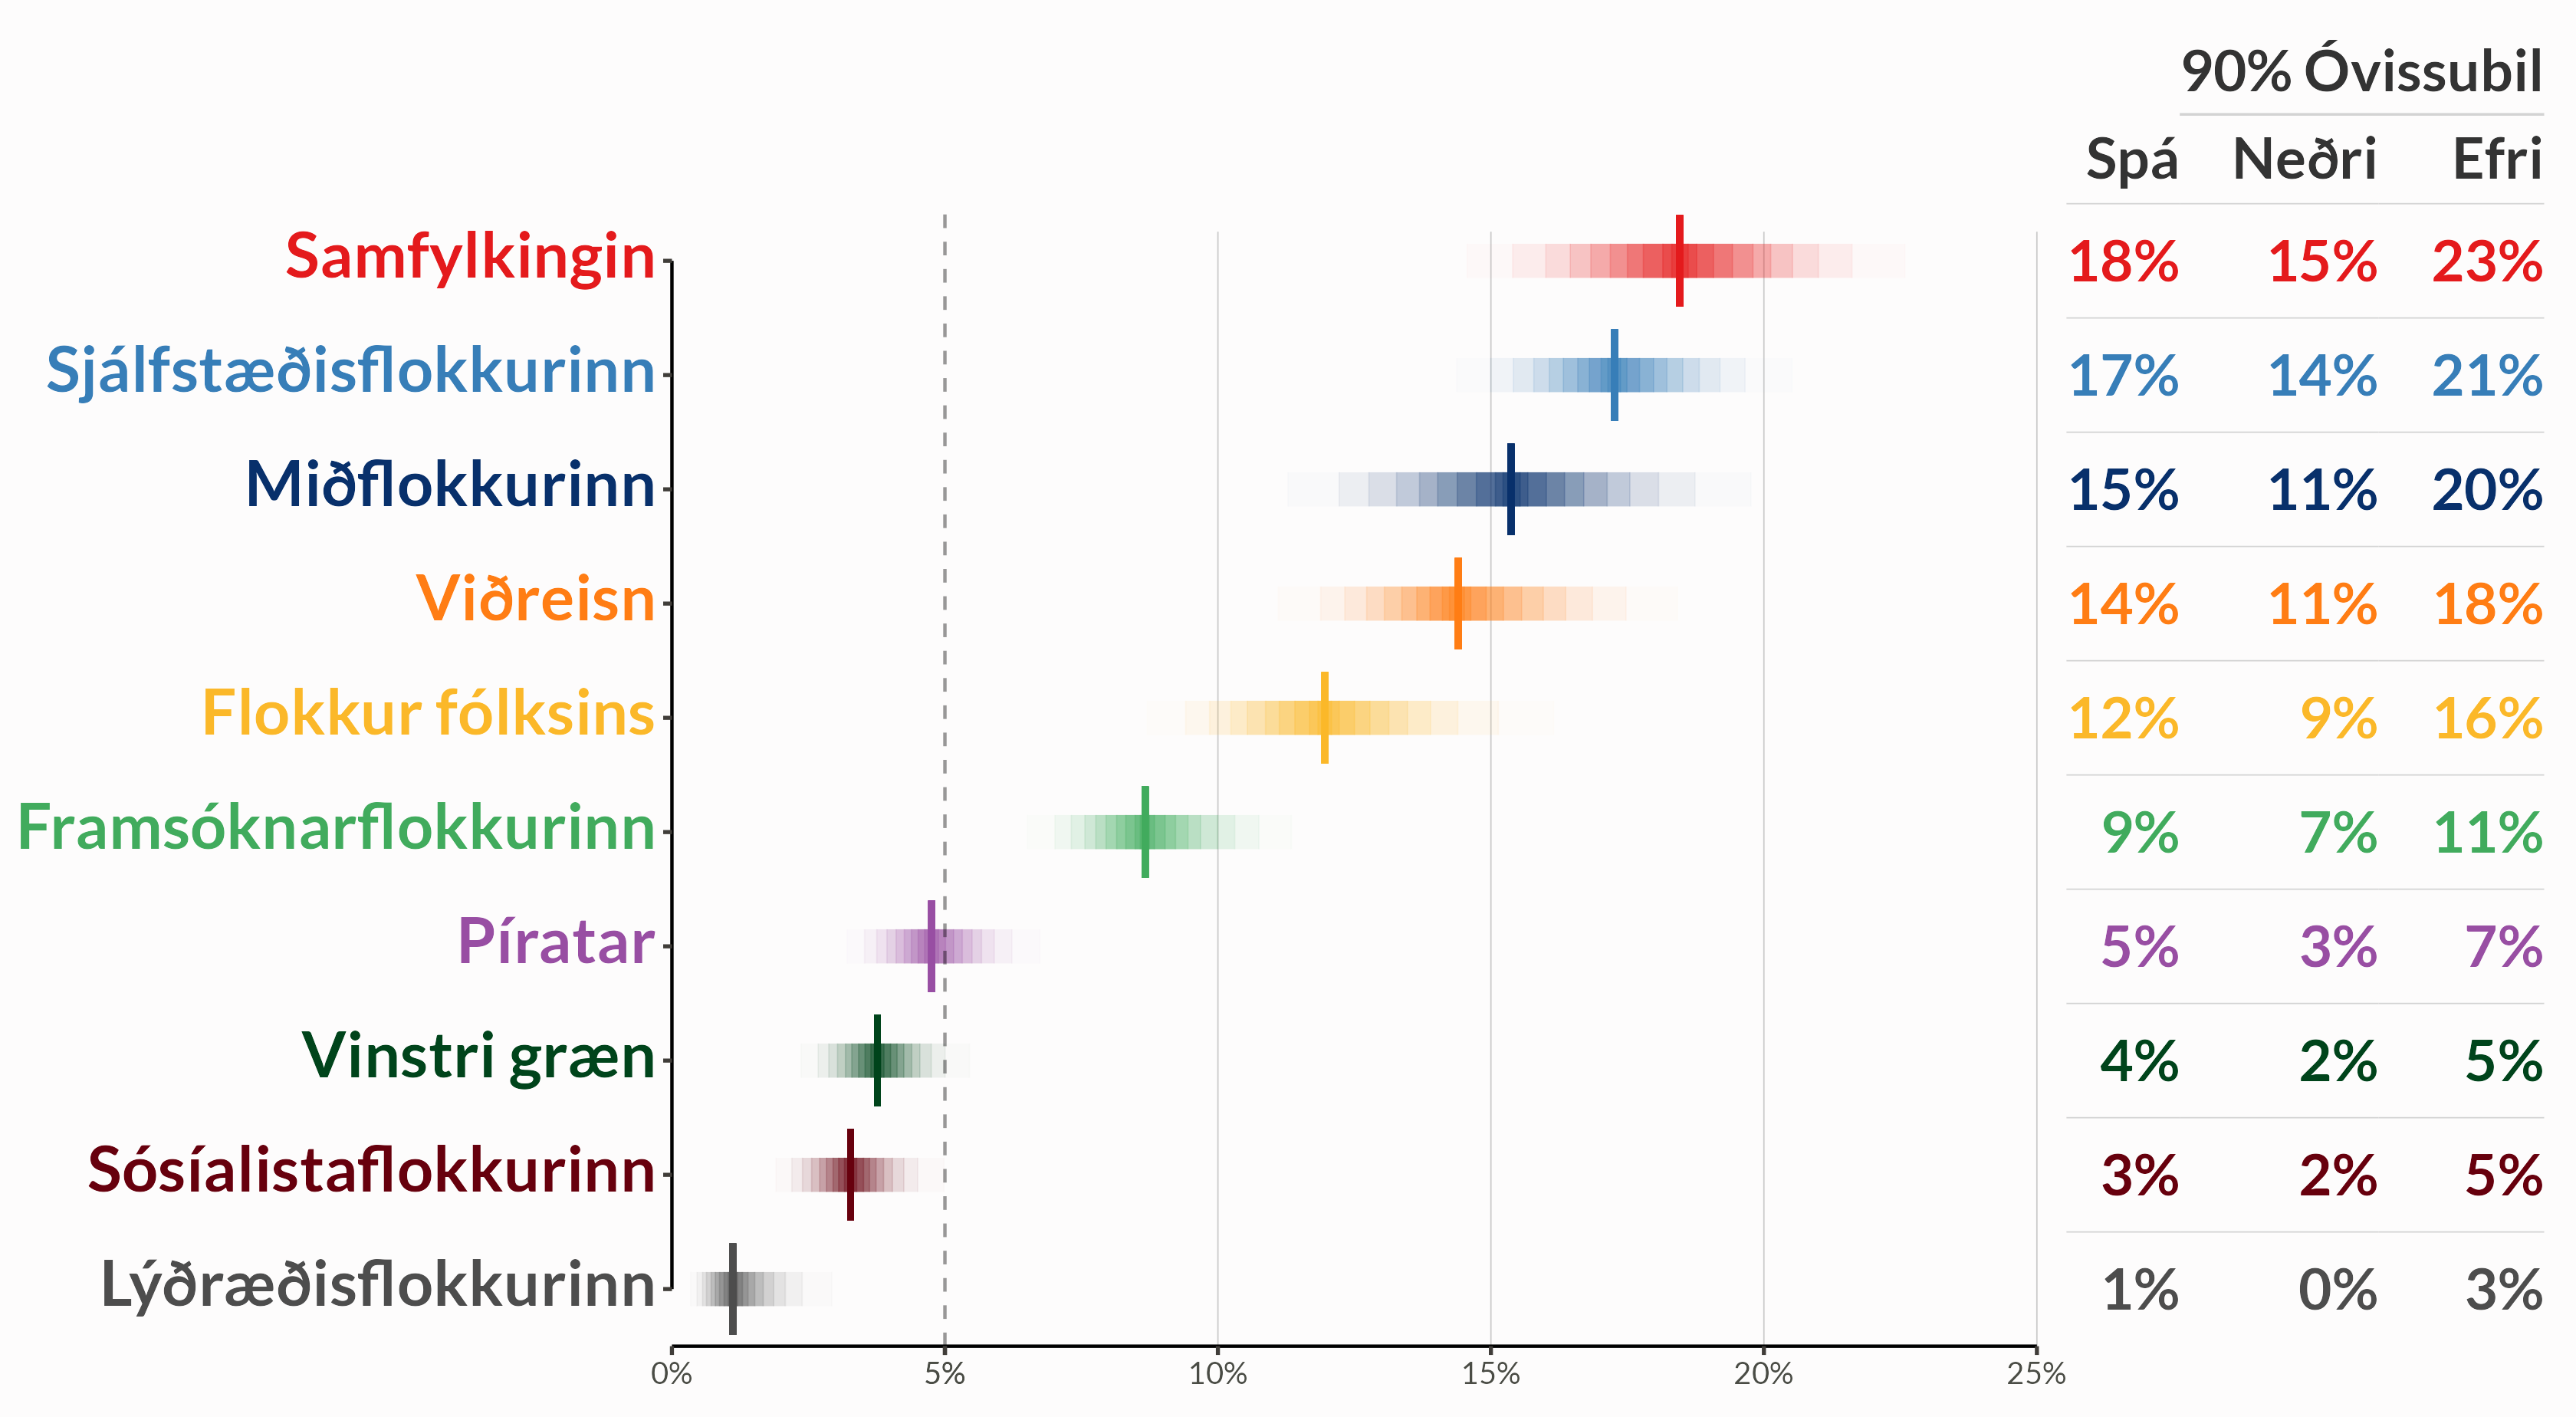 90% Óvissubil
Spá Neðri Efri
Samfylkingin 18% 15% 23%
Sjálfstæðisflokkurinn 17% 14% 21%
Miðflokkurinn 15% 11% 20%
Viðreisn 14% 11% 18%
Flokkur fólksins 12% 9% 16%
Framsóknarflokkurinn 9% 7% 11%
Píratar 5% 3% 7%
Vinstri græn 4% 2% 5%
Sósíalistaflokkurinn 3% 2% 5%
Lýðræðisflokkurinn 1% 0% 3%
0% 5% 10% 15% 20% 25%